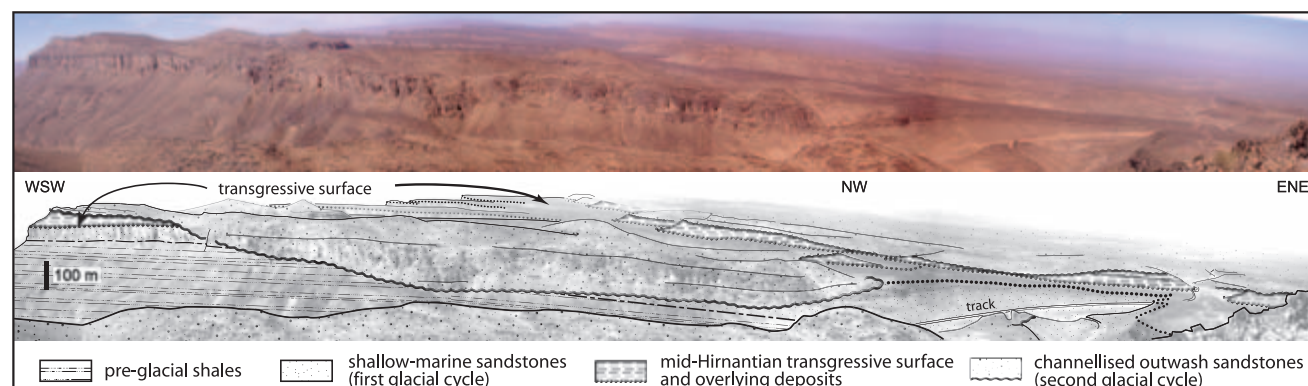 WSW transgressive surface NW ENE
100 m
track
pre-glacial shales
shallow-marine sandstones
(first glacial cycle)
mid-Hirnantian transgressive surface
and overlying deposits
channellised outwash sandstones
(second glacial cycle)